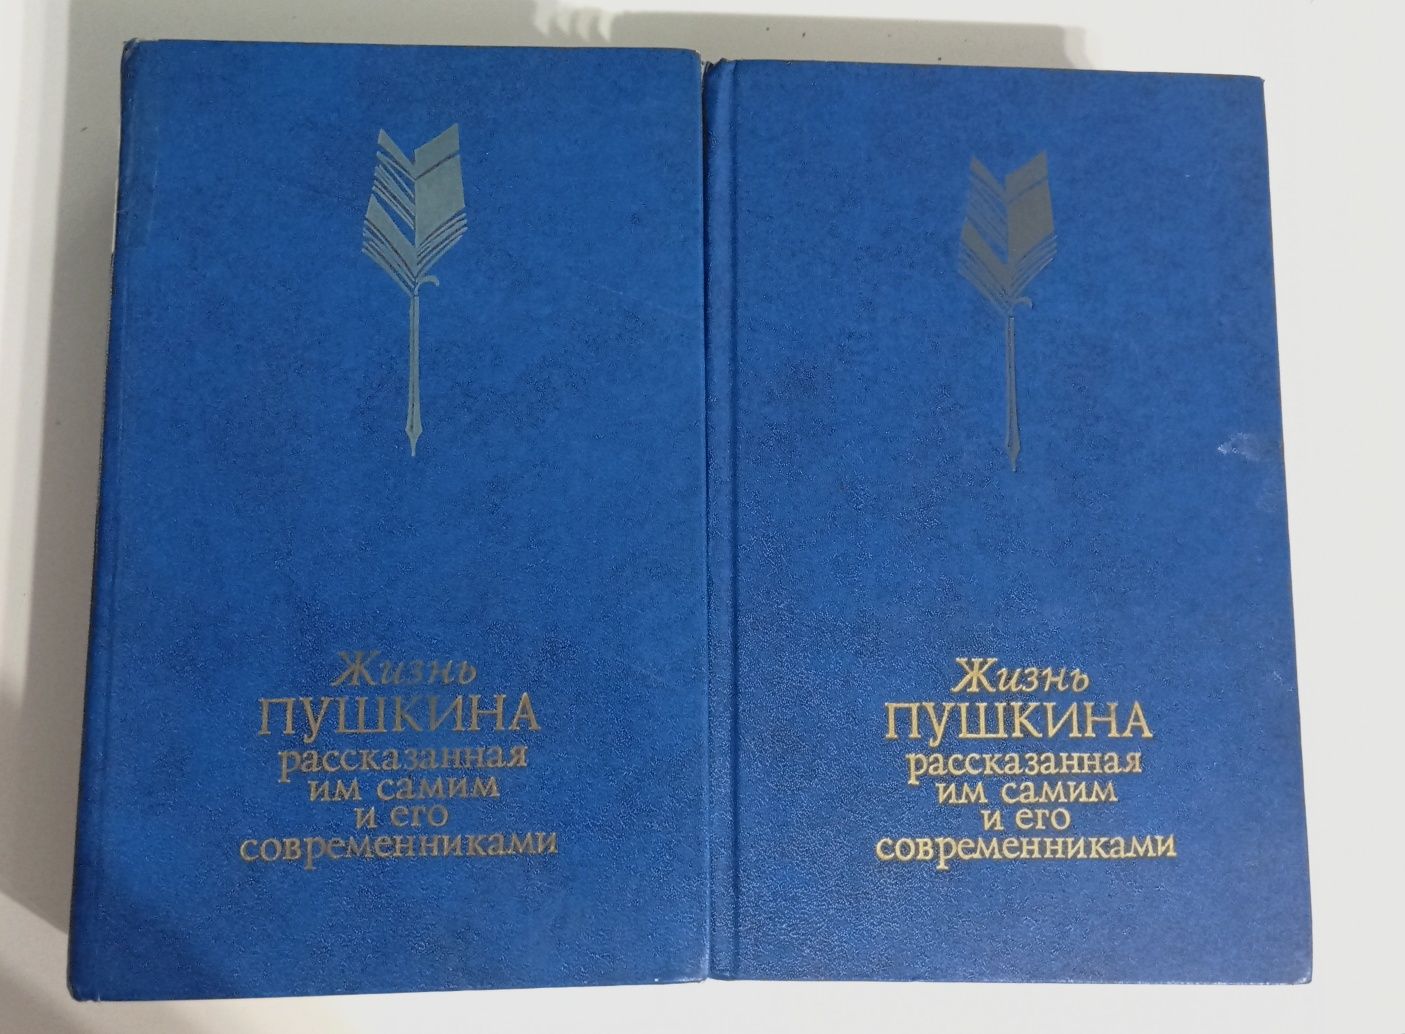 Жизнь
ПУШКИНА
рассказанная
им самим
и его
современниками
Жизнь
ПУШКИНА
рассказанная
им самим
и его
современниками